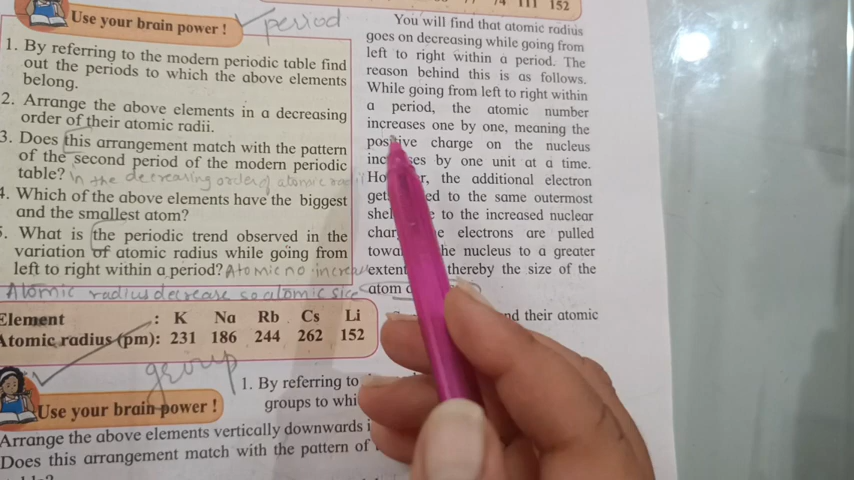 74 111 152
Use your brain power !
period
1. By referring to the modern periodic table find
out the periods to which the above elements
belong.
2. Arrange the above elements in a decreasing
order of their atomic radii.
3. Does this arrangement match with the pattern
of the second period of the modern periodic
table? In the decreasing order of atomic radii
4. Which of the above elements have the biggest
and the smallest atom?
5. What is the periodic trend observed in the
variation of atomic radius while going from
left to right within a period? Atomic no increase
Atomic radius decrease so atomic size
Element : K Na Rb Cs Li
Atomic radius (pm): 231 186 244 262 152
group
Use your brain power !
1. By referring to
groups to whi
Arrange the above elements vertically downwards i
Does this arrangement match with the pattern of
You will find that atomic radius
goes on decreasing while going from
left to right within a period. The
reason behind this is as follows.
While going from left to right within
a period, the atomic number
increases one by one, meaning the
positive charge on the nucleus
by one unit at a time.
the additional electron
gets ed to the same outermost
shel to the increased nuclear
char e electrons are pulled
towa he nucleus to a greater
extent thereby the size of the
atom
nd their atomic